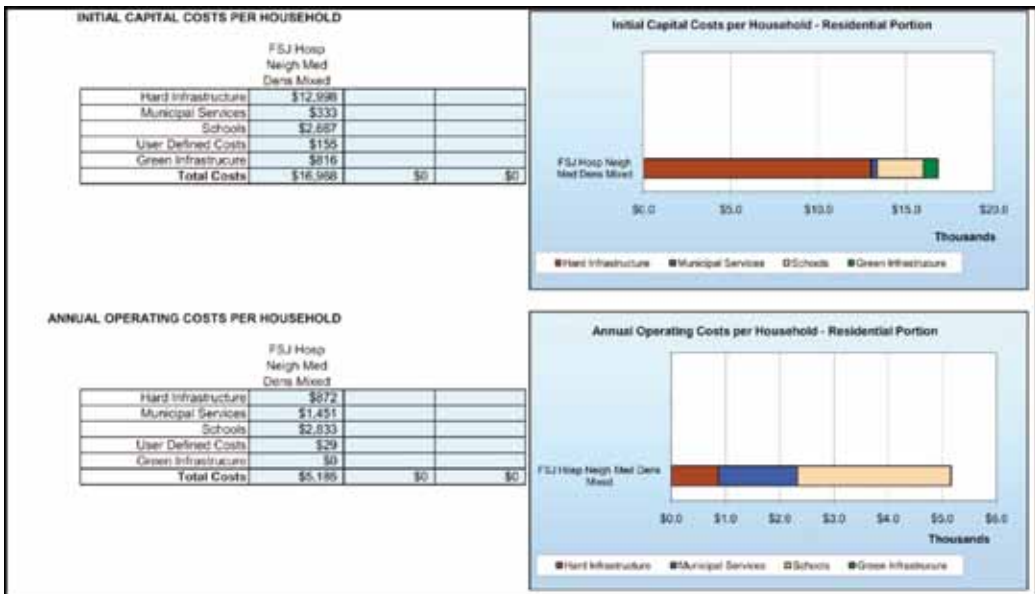 INITIAL CAPITAL COSTS PER HOUSEHOLD
FSJ Hosp
Neigh Med
Dens Mixed
Hard Infrastructure $12,998
Municipal Services $333
Schools $2,667
User Defined Costs $155
Green Infrastrucure $816
Total Costs $16,968 $0 $0
Initial Capital Costs per Household - Residential Portion
FSJ Hosp Neigh
Med Dens Mixed
$0.0 $5.0 $10.0 $15.0 $20.0
Thousands
Hard Infrastructure Municipal Services Schools Green Infrastrucure
ANNUAL OPERATING COSTS PER HOUSEHOLD
FSJ Hosp
Neigh Med
Dens Mixed
Hard Infrastructure $872
Municipal Services $1,451
Schools $2,833
User Defined Costs $29
Green Infrastrucure $0
Total Costs $5,185 $0 $0
Annual Operating Costs per Household - Residential Portion
FSJ Hosp Neigh Med Dens
Mixed
$0.0 $1.0 $2.0 $3.0 $4.0 $5.0 $6.0
Thousands
Hard Infrastructure Municipal Services Schools Green Infrastrucure